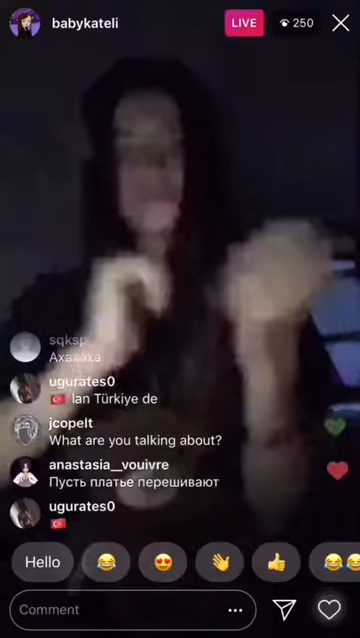 babykateli
LIVE
250
sqksp
Axaxaxa
ugurates0
🇹🇷 lan Türkiye de
jcopelt
What are you talking about?
anastasia__vouivre
Пусть платье перешивают
ugurates0
🇹🇷
Hello
Comment